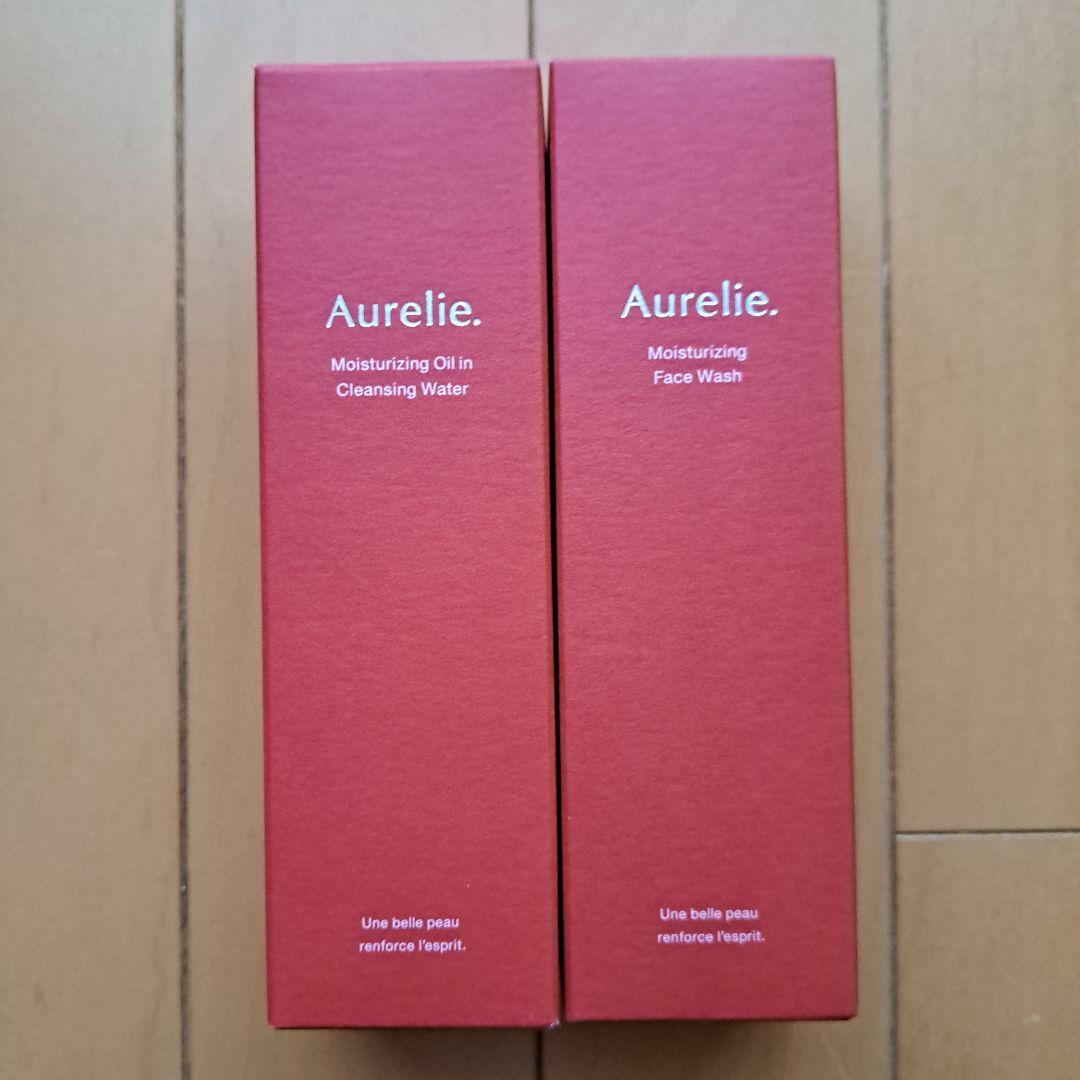 Aurelie.
Moisturizing Oil in
Cleansing Water
Une belle peau
renforce l'esprit.
Aurelie.
Moisturizing
Face Wash
Une belle peau
renforce l'esprit.